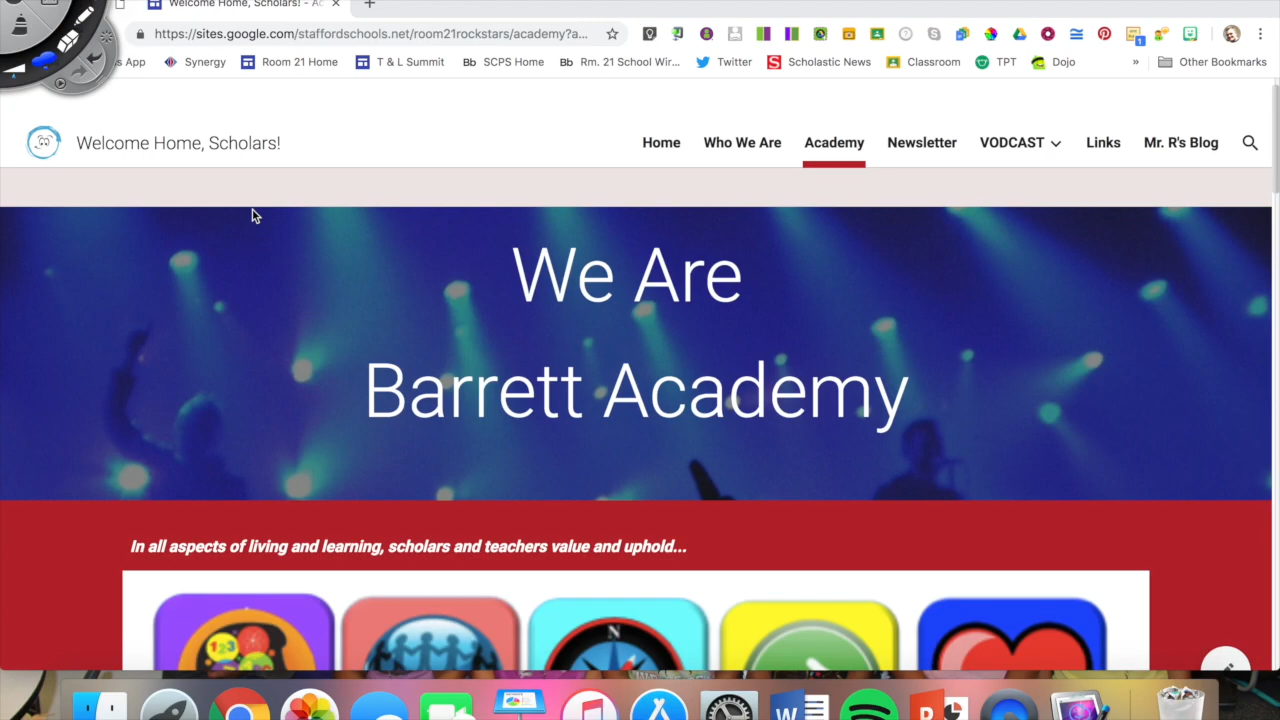 Welcome Home, Scholars! - Ac
https://sites.google.com/staffordschools.net/room21rockstars/academy?a...
s App Synergy Room 21 Home T & L Summit Bb SCPS Home Bb Rm. 21 School Wir... Twitter S Scholastic News Classroom TPT Dojo » Other Bookmarks
Welcome Home, Scholars! Home Who We Are Academy Newsletter VODCAST Links Mr. R's Blog
We Are
Barrett Academy
In all aspects of living and learning, scholars and teachers value and uphold...
123 N